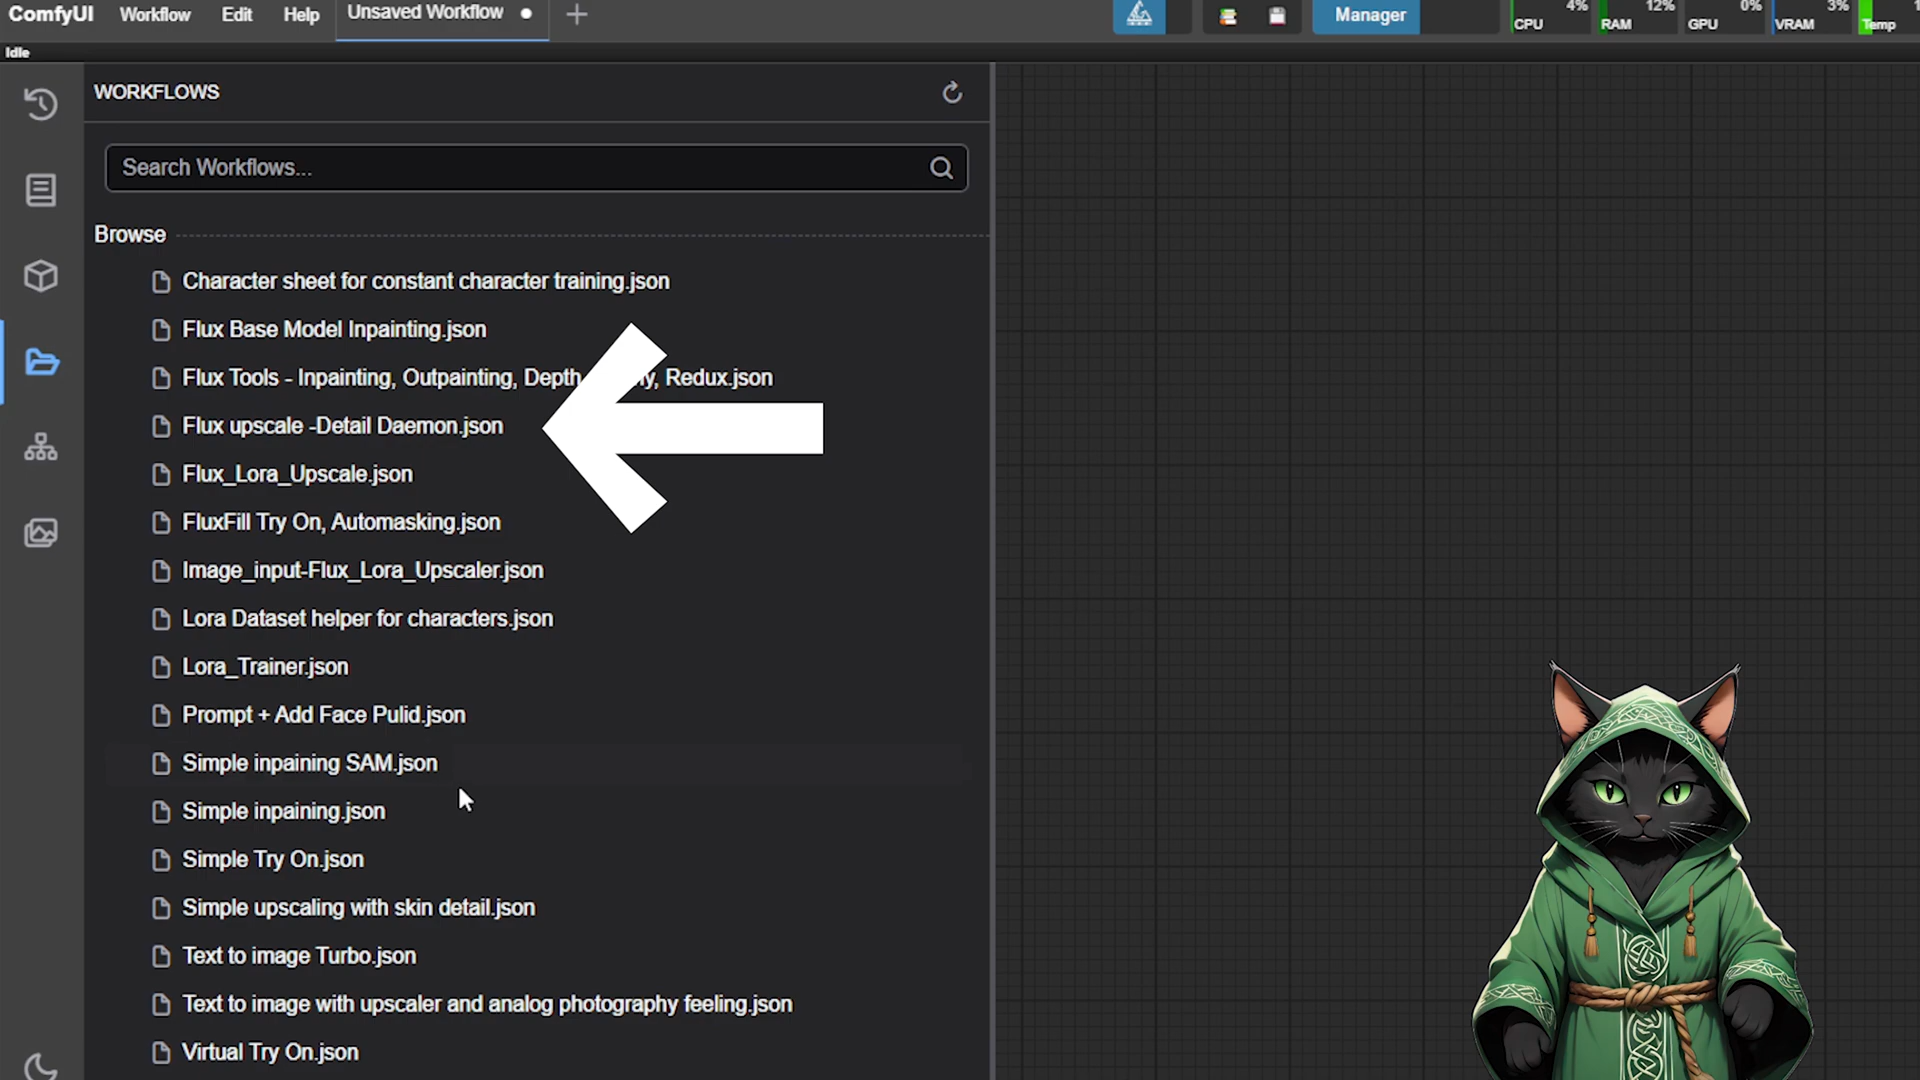 ComfyUI Workflow Edit Help Unsaved Workflow Manager
4% 12% 0% 3%
CPU RAM GPU VRAM Temp
Idle
WORKFLOWS
Search Workflows...
Browse
Character sheet for constant character training.json
Flux Base Model Inpainting.json
Flux Tools - Inpainting, Outpainting, Depth, Redux.json
Flux upscale -Detail Daemon.json
Flux_Lora_Upscale.json
FluxFill Try On, Automasking.json
Image_input-Flux_Lora_Upscaler.json
Lora Dataset helper for characters.json
Lora_Trainer.json
Prompt + Add Face Pulid.json
Simple inpaining SAM.json
Simple inpaining.json
Simple Try On.json
Simple upscaling with skin detail.json
Text to image Turbo.json
Text to image with upscaler and analog photography feeling.json
Virtual Try On.json